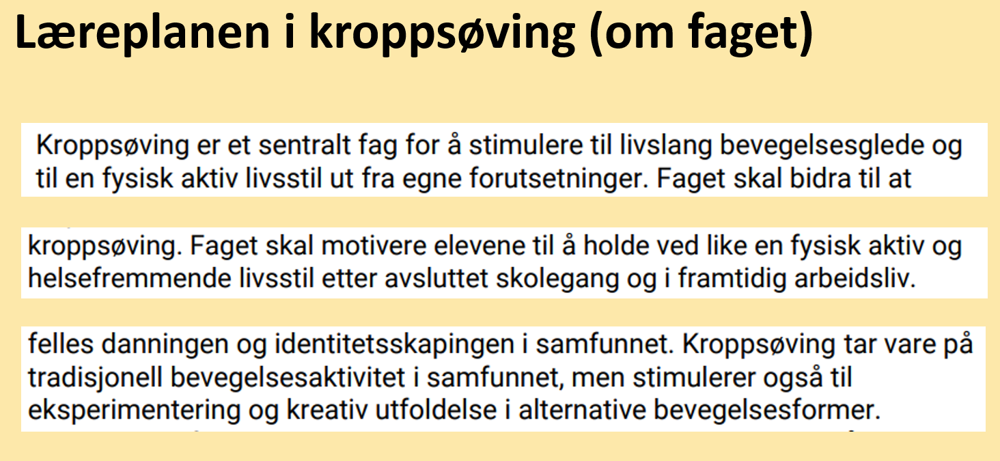 Læreplanen i kroppsøving (om faget)
Kroppsøving er et sentralt fag for å stimulere til livslang bevegelsesglede og
til en fysisk aktiv livsstil ut fra egne forutsetninger. Faget skal bidra til at
kroppsøving. Faget skal motivere elevene til å holde ved like en fysisk aktiv og
helsefremmende livsstil etter avsluttet skolegang og i framtidig arbeidsliv.
felles danningen og identitetsskapingen i samfunnet. Kroppsøving tar vare på
tradisjonell bevegelsesaktivitet i samfunnet, men stimulerer også til
eksperimentering og kreativ utfoldelse i alternative bevegelsesformer.